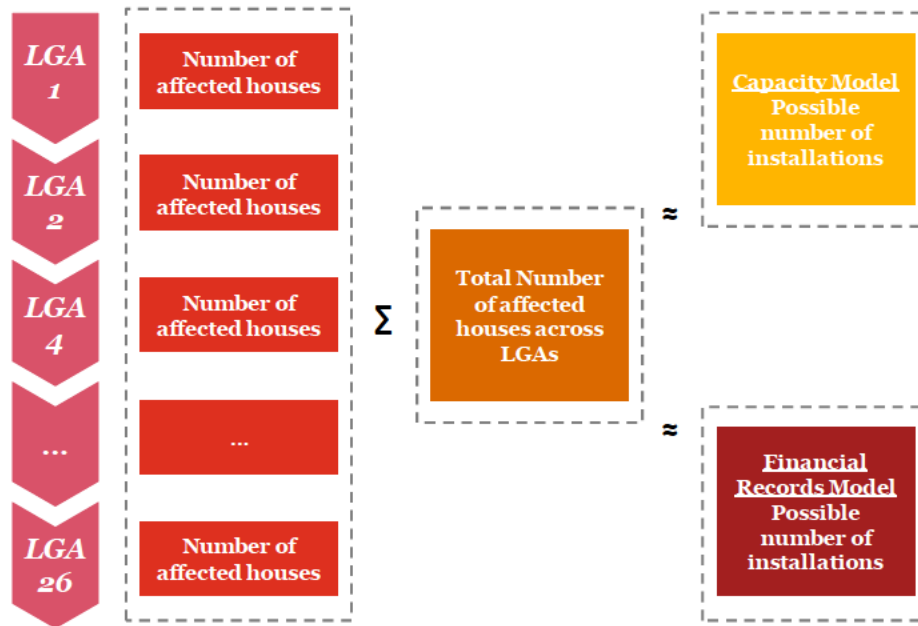 LGA
1
Number of
affected houses
LGA
2
Number of
affected houses
LGA
4
Number of
affected houses
...
...
LGA
26
Number of
affected houses
Σ
Total Number
of affected
houses across
LGAs
≈
Capacity Model
Possible
number of
installations
≈
Financial
Records Model
Possible
number of
installations